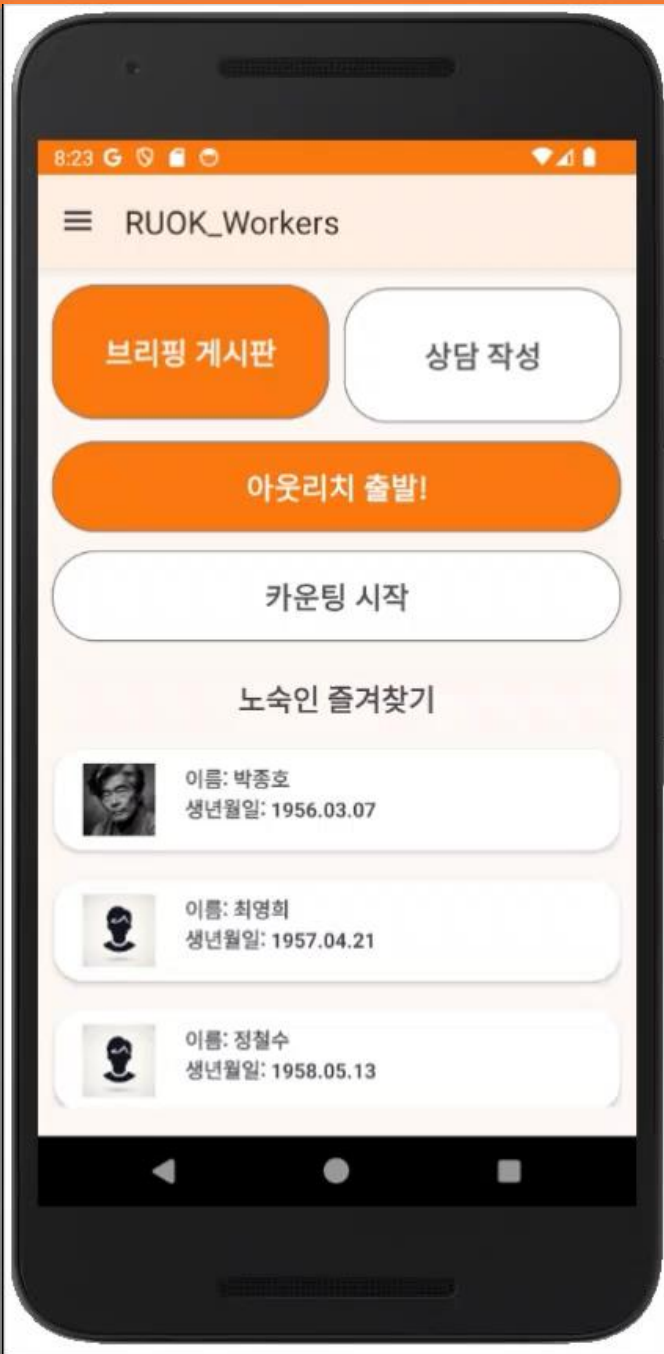 8:23
RUOK_Workers
브리핑 게시판
상담 작성
아웃리치 출발!
카운팅 시작
노숙인 즐겨찾기
이름: 박종호
생년월일: 1956.03.07
이름: 최영희
생년월일: 1957.04.21
이름: 정철수
생년월일: 1958.05.13